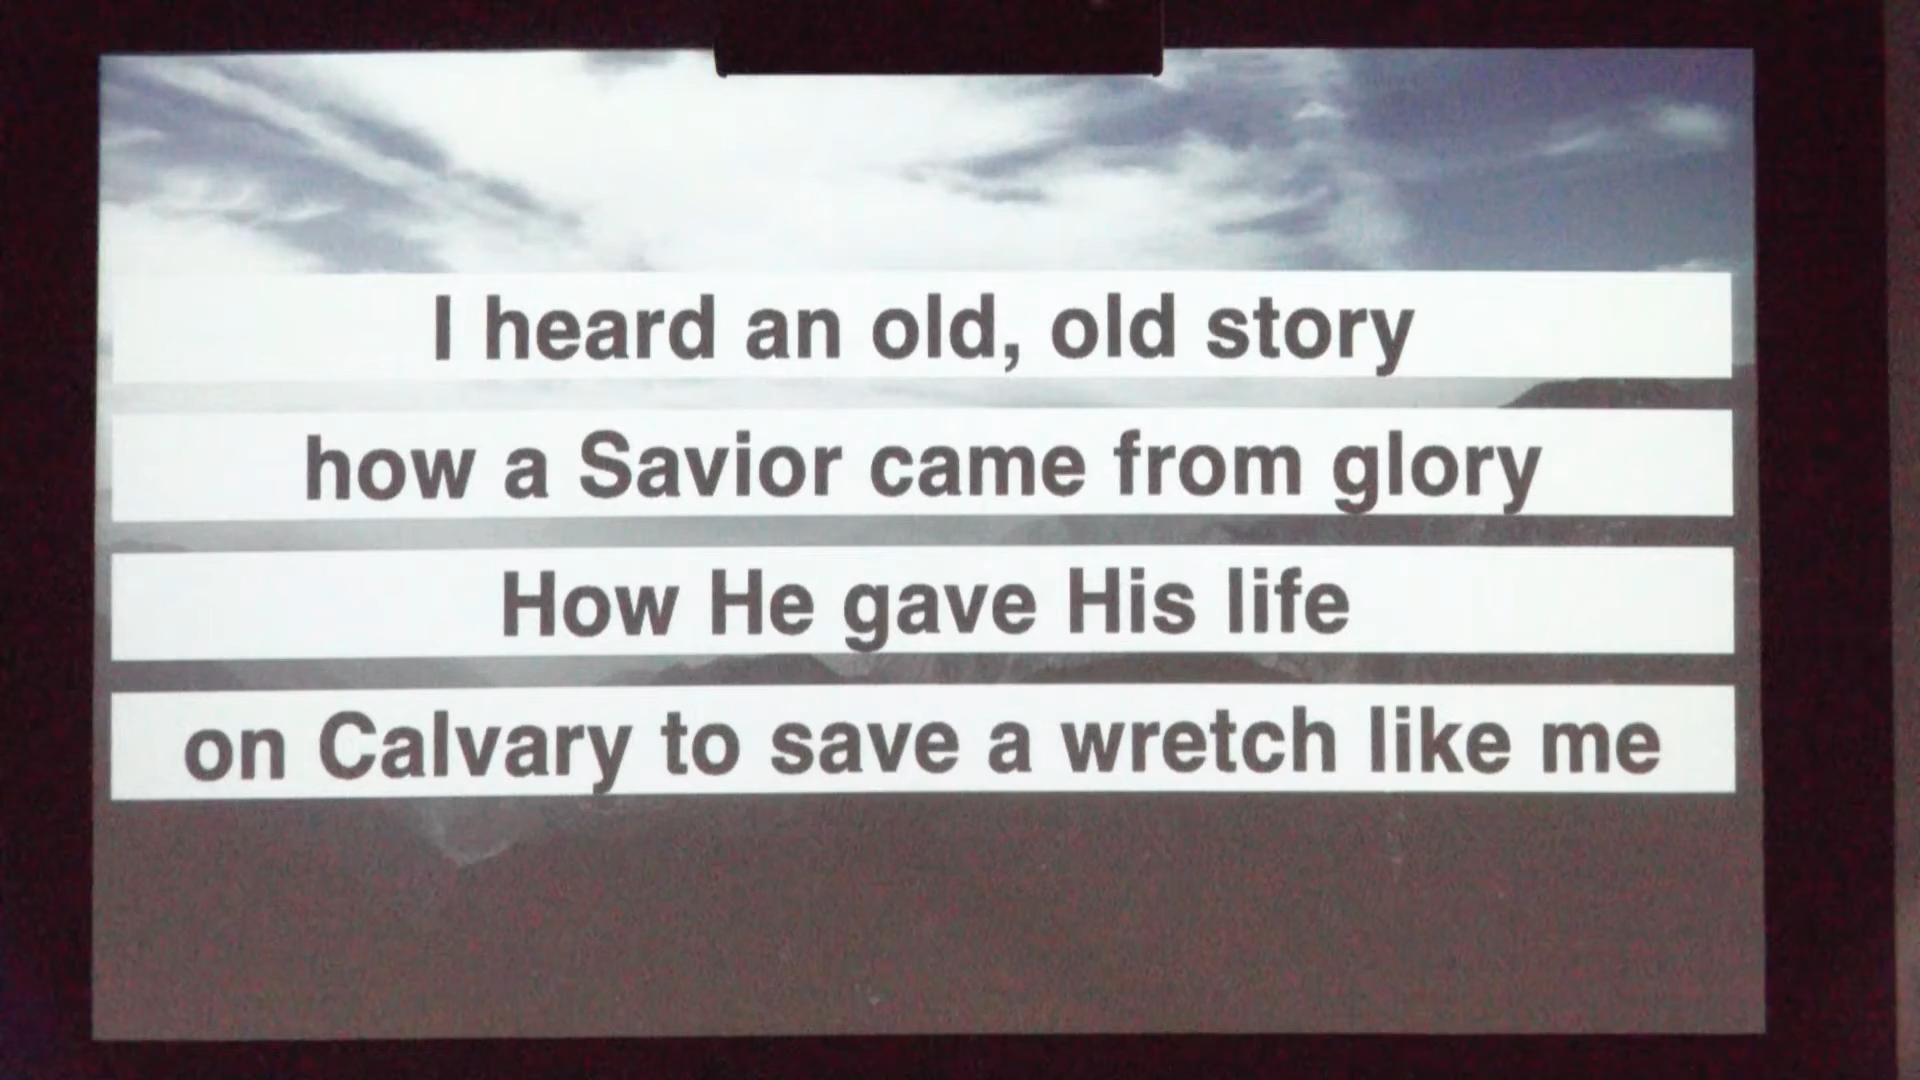 I heard an old, old story
how a Savior came from glory
How He gave His life
on Calvary to save a wretch like me